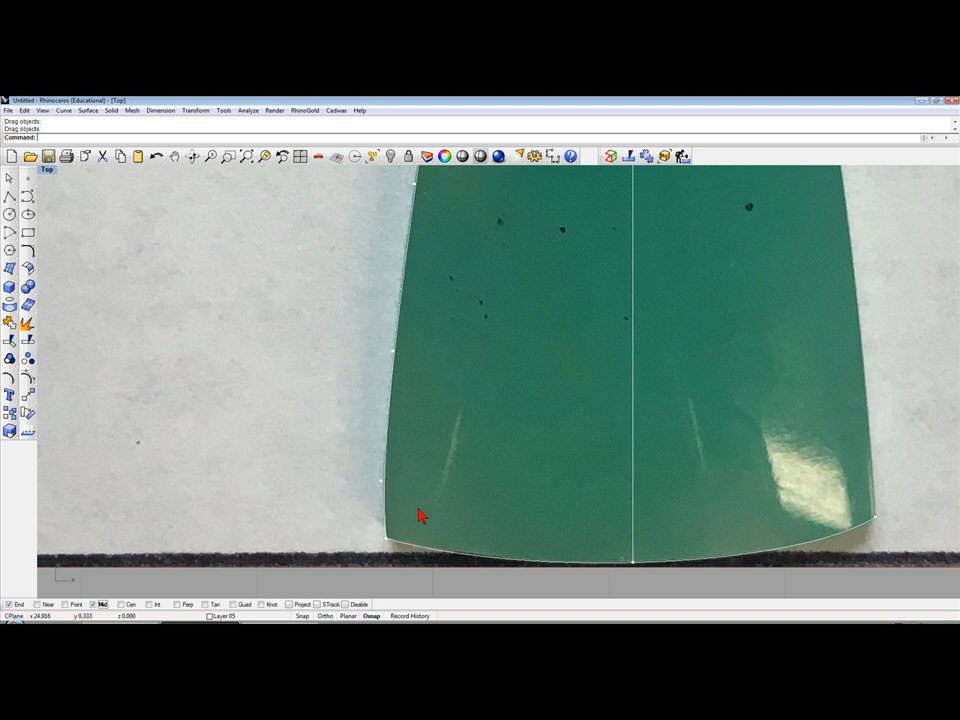 Untitled - Rhinoceros (Educational) - [Top]
File Edit View Curve Surface Solid Mesh Dimension Transform Tools Analyze Render RhinoGold Cadwax Help
Drag objects:
Drag objects:
Command:
Top
x
End Near Point Mid Cen Int Perp Tan Quad Knot Project STrack Disable
CPlane x 24.916 y 0.333 z 0.000 Layer 05 Snap Ortho Planar Osnap Record History